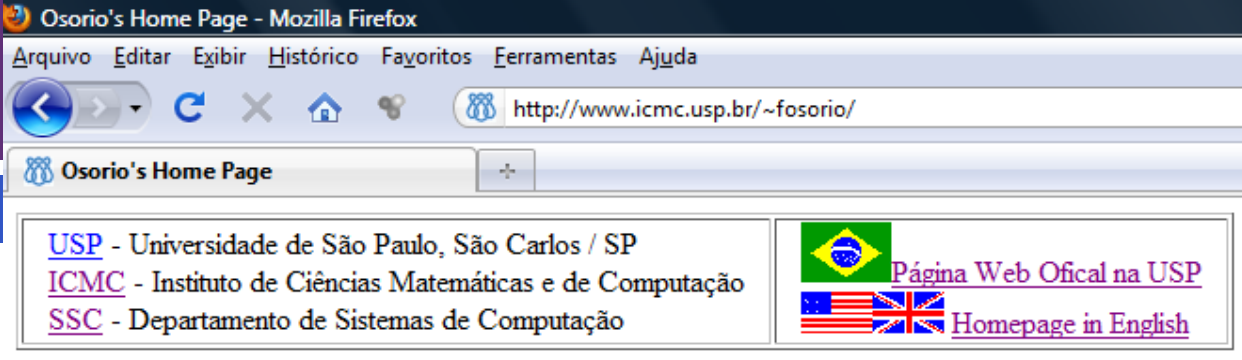 Osorio's Home Page - Mozilla Firefox
Arquivo Editar Exibir Histórico Favoritos Ferramentas Ajuda
http://www.icmc.usp.br/~fosorio/
Osorio's Home Page
USP - Universidade de São Paulo, São Carlos / SP
ICMC - Instituto de Ciências Matemáticas e de Computação
SSC - Departamento de Sistemas de Computação
Página Web Ofical na USP
Homepage in English